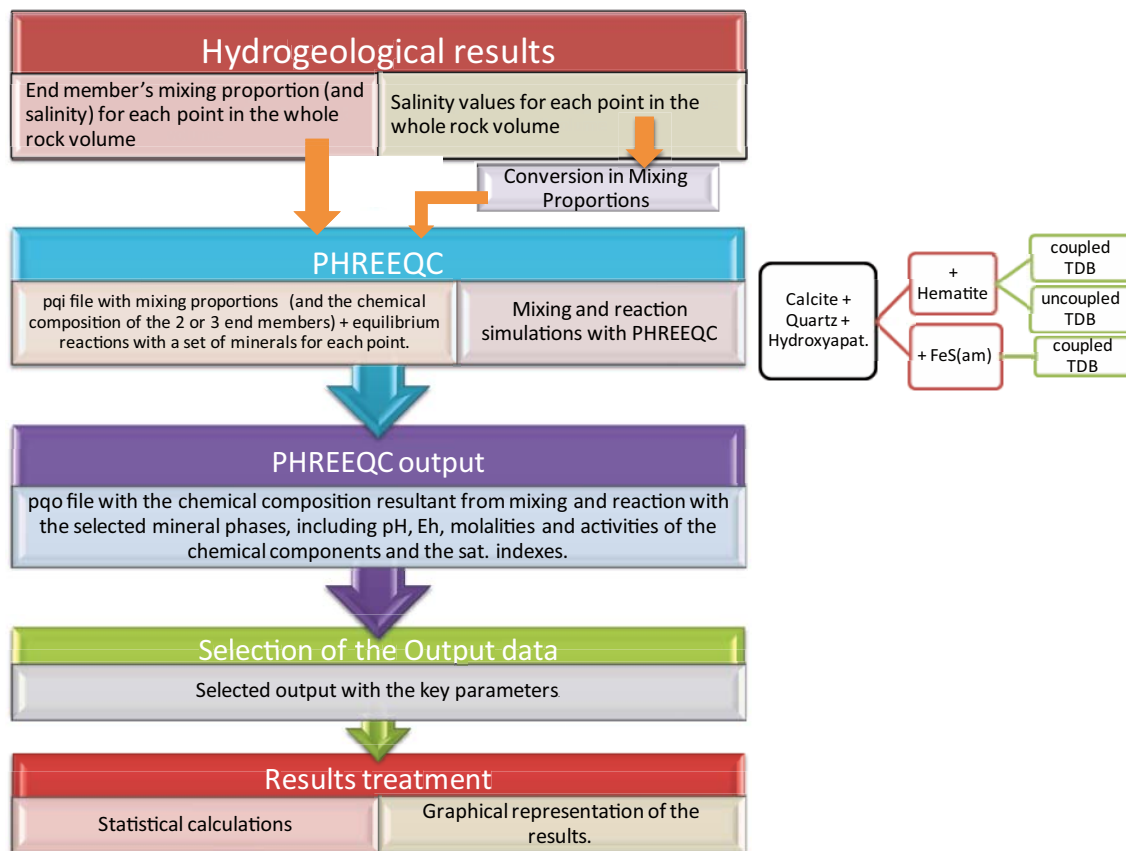 Hydrogeological results
End member's mixing proportion (and
salinity) for each point in the whole
rock volume
Salinity values for each point in the
whole rock volume
Conversion in Mixing
Proportions
PHREEQC
pqi file with mixing proportions (and the chemical
composition of the 2 or 3 end members) + equilibrium
reactions with a set of minerals for each point.
Mixing and reaction
simulations with PHREEQC
Calcite +
Quartz +
Hydroxyapat.
+
Hematite
+ FeS(am)
coupled
TDB
uncoupled
TDB
coupled
TDB
PHREEQC output
pqo file with the chemical composition resultant from mixing and reaction with
the selected mineral phases, including pH, Eh, molalities and activities of the
chemical components and the sat. indexes.
Selection of the Output data
Selected output with the key parameters
Results treatment
Statistical calculations
Graphical representation of the
results.